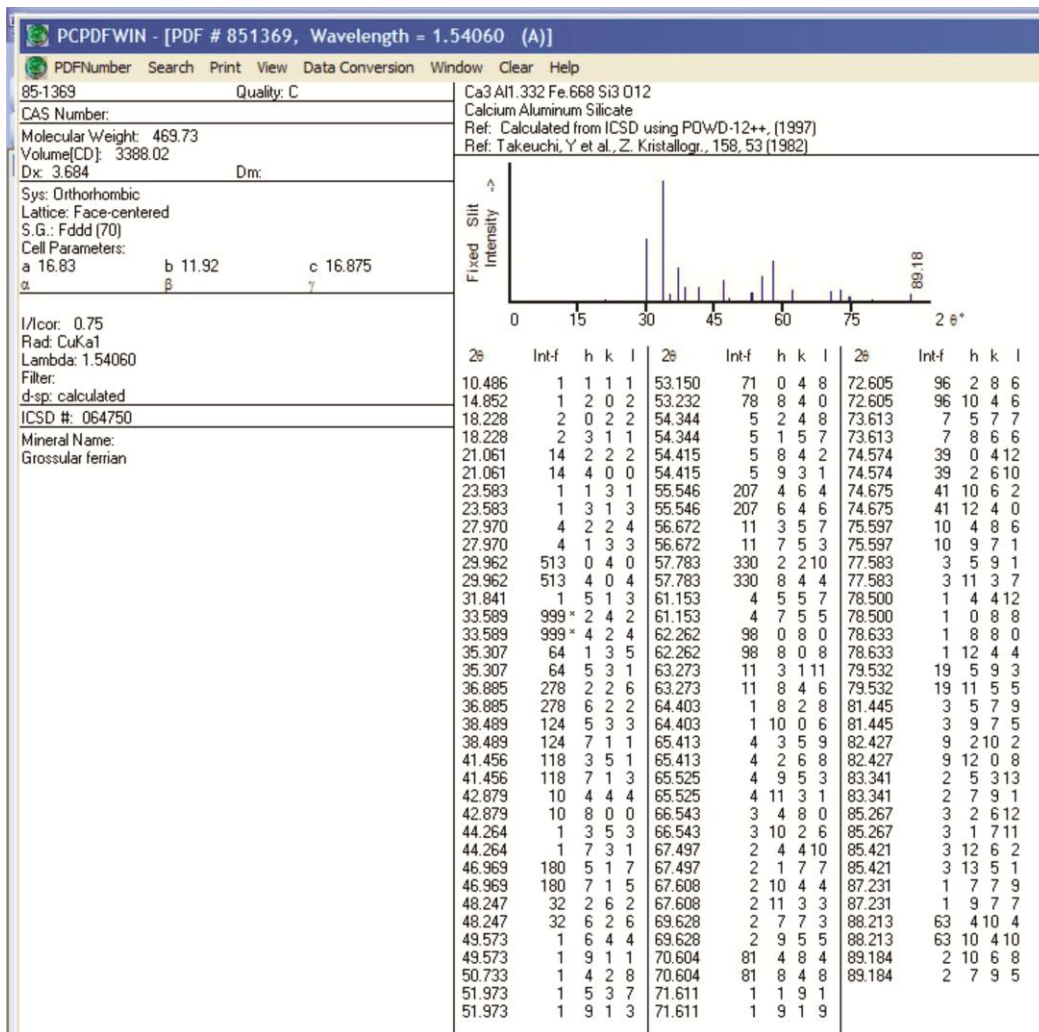 PCPDFWIN - [PDF # 851369, Wavelength = 1.54060 (A)]
PDFNumber Search Print View Data Conversion Window Clear Help
85-1369 Quality: C
CAS Number:
Molecular Weight: 469.73
Volume[CD]: 3388.02
Dx: 3.684 Dm:
Sys: Orthorhombic
Lattice: Face-centered
S.G.: Fddd (70)
Cell Parameters:
a 16.83 b 11.92 c 16.875
α β γ
I/Icor: 0.75
Rad: CuKa1
Lambda: 1.54060
Filter:
d-sp: calculated
ICSD #: 064750
Mineral Name:
Grossular ferrian
Ca3 Al1.332 Fe.668 Si3 O12
Calcium Aluminum Silicate
Ref: Calculated from ICSD using POWD-12++, (1997)
Ref: Takeuchi, Y et al., Z. Kristallogr., 158, 53 (1982)
Fixed Slit
Intensity ->
89.18
0 15 30 45 60 75 2 θ°
2θ Int-f h k l 2θ Int-f h k l 2θ Int-f h k l
10.486 1 1 1 1 53.150 71 0 4 8 72.605 96 2 8 6
14.852 1 2 0 2 53.232 78 8 4 0 72.605 96 10 4 6
18.228 2 0 2 2 54.344 5 2 4 8 73.613 7 5 7 7
18.228 2 3 1 1 54.344 5 1 5 7 73.613 7 8 6 6
21.061 14 2 2 2 54.415 5 8 4 2 74.574 39 0 4 12
21.061 14 4 0 0 54.415 5 9 3 1 74.574 39 2 6 10
23.583 1 1 3 1 55.546 207 4 6 4 74.675 41 10 6 2
23.583 1 3 1 3 55.546 207 6 4 6 74.675 41 12 4 0
27.970 4 2 2 4 56.672 11 3 5 7 75.597 10 4 8 6
27.970 4 1 3 3 56.672 11 7 5 3 75.597 10 9 7 1
29.962 513 0 4 0 57.783 330 2 2 10 77.583 3 5 9 1
29.962 513 4 0 4 57.783 330 8 4 4 77.583 3 11 3 7
31.841 1 5 1 3 61.153 4 5 5 7 78.500 1 4 4 12
33.589 999 * 2 4 2 61.153 4 7 5 5 78.500 1 0 8 8
33.589 999 * 4 2 4 62.262 98 0 8 0 78.633 1 8 8 0
35.307 64 1 3 5 62.262 98 8 0 8 78.633 1 12 4 4
35.307 64 5 3 1 63.273 11 3 1 11 79.532 19 5 9 3
36.885 278 2 2 6 63.273 11 8 4 6 79.532 19 11 5 5
36.885 278 6 2 2 64.403 1 8 2 8 81.445 3 5 7 9
38.489 124 5 3 3 64.403 1 10 0 6 81.445 3 9 7 5
38.489 124 7 1 1 65.413 4 3 5 9 82.427 9 2 10 2
41.456 118 3 5 1 65.413 4 2 6 8 82.427 9 12 0 8
41.456 118 7 1 3 65.525 4 9 5 3 83.341 2 5 3 13
42.879 10 4 4 4 65.525 4 11 3 1 83.341 2 7 9 1
42.879 10 8 0 0 66.543 3 4 8 0 85.267 3 2 6 12
44.264 1 3 5 3 66.543 3 10 2 6 85.267 3 1 7 11
44.264 1 7 3 1 67.497 2 4 4 10 85.421 3 12 6 2
46.969 180 5 1 7 67.497 2 1 7 7 85.421 3 13 5 1
46.969 180 7 1 5 67.608 2 10 4 4 87.231 1 7 7 9
48.247 32 2 6 2 67.608 2 11 3 3 87.231 1 9 7 7
48.247 32 6 2 6 69.628 2 7 7 3 88.213 63 4 10 4
49.573 1 6 4 4 69.628 2 9 5 5 88.213 63 10 4 10
49.573 1 9 1 1 70.604 81 4 8 4 89.184 2 10 6 8
50.733 1 4 2 8 70.604 81 8 4 8 89.184 2 7 9 5
51.973 1 5 3 7 71.611 1 1 9 1
51.973 1 9 1 3 71.611 1 9 1 9